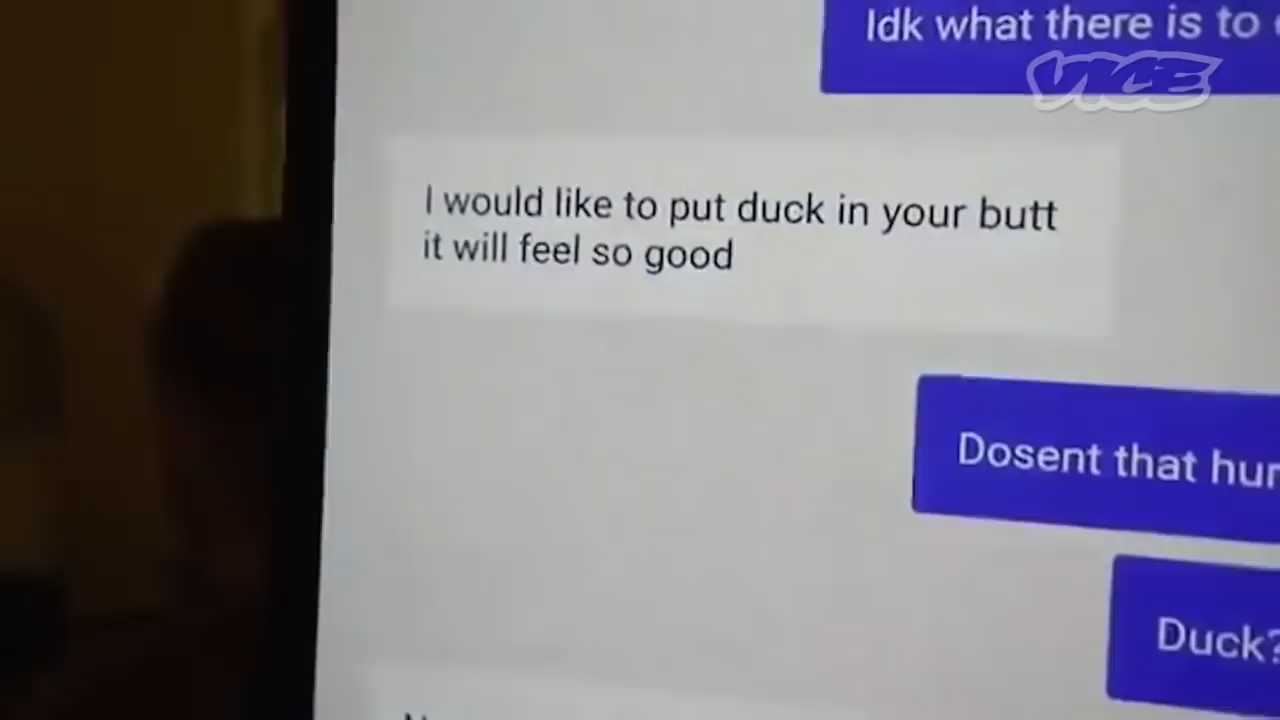 Idk what there is to
VICE
I would like to put duck in your butt
it will feel so good
Dosent that
Duck?